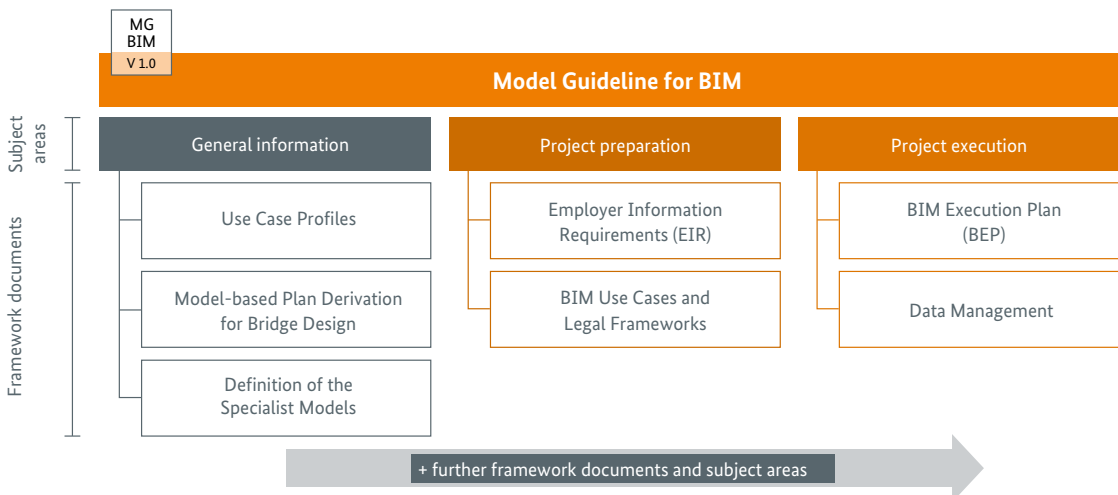 MG
BIM
V 1.0
Model Guideline for BIM
Subject
areas
General information
Project preparation
Project execution
Framework documents
Use Case Profiles
Employer Information
Requirements (EIR)
BIM Execution Plan
(BEP)
Model-based Plan Derivation
for Bridge Design
BIM Use Cases and
Legal Frameworks
Data Management
Definition of the
Specialist Models
+ further framework documents and subject areas